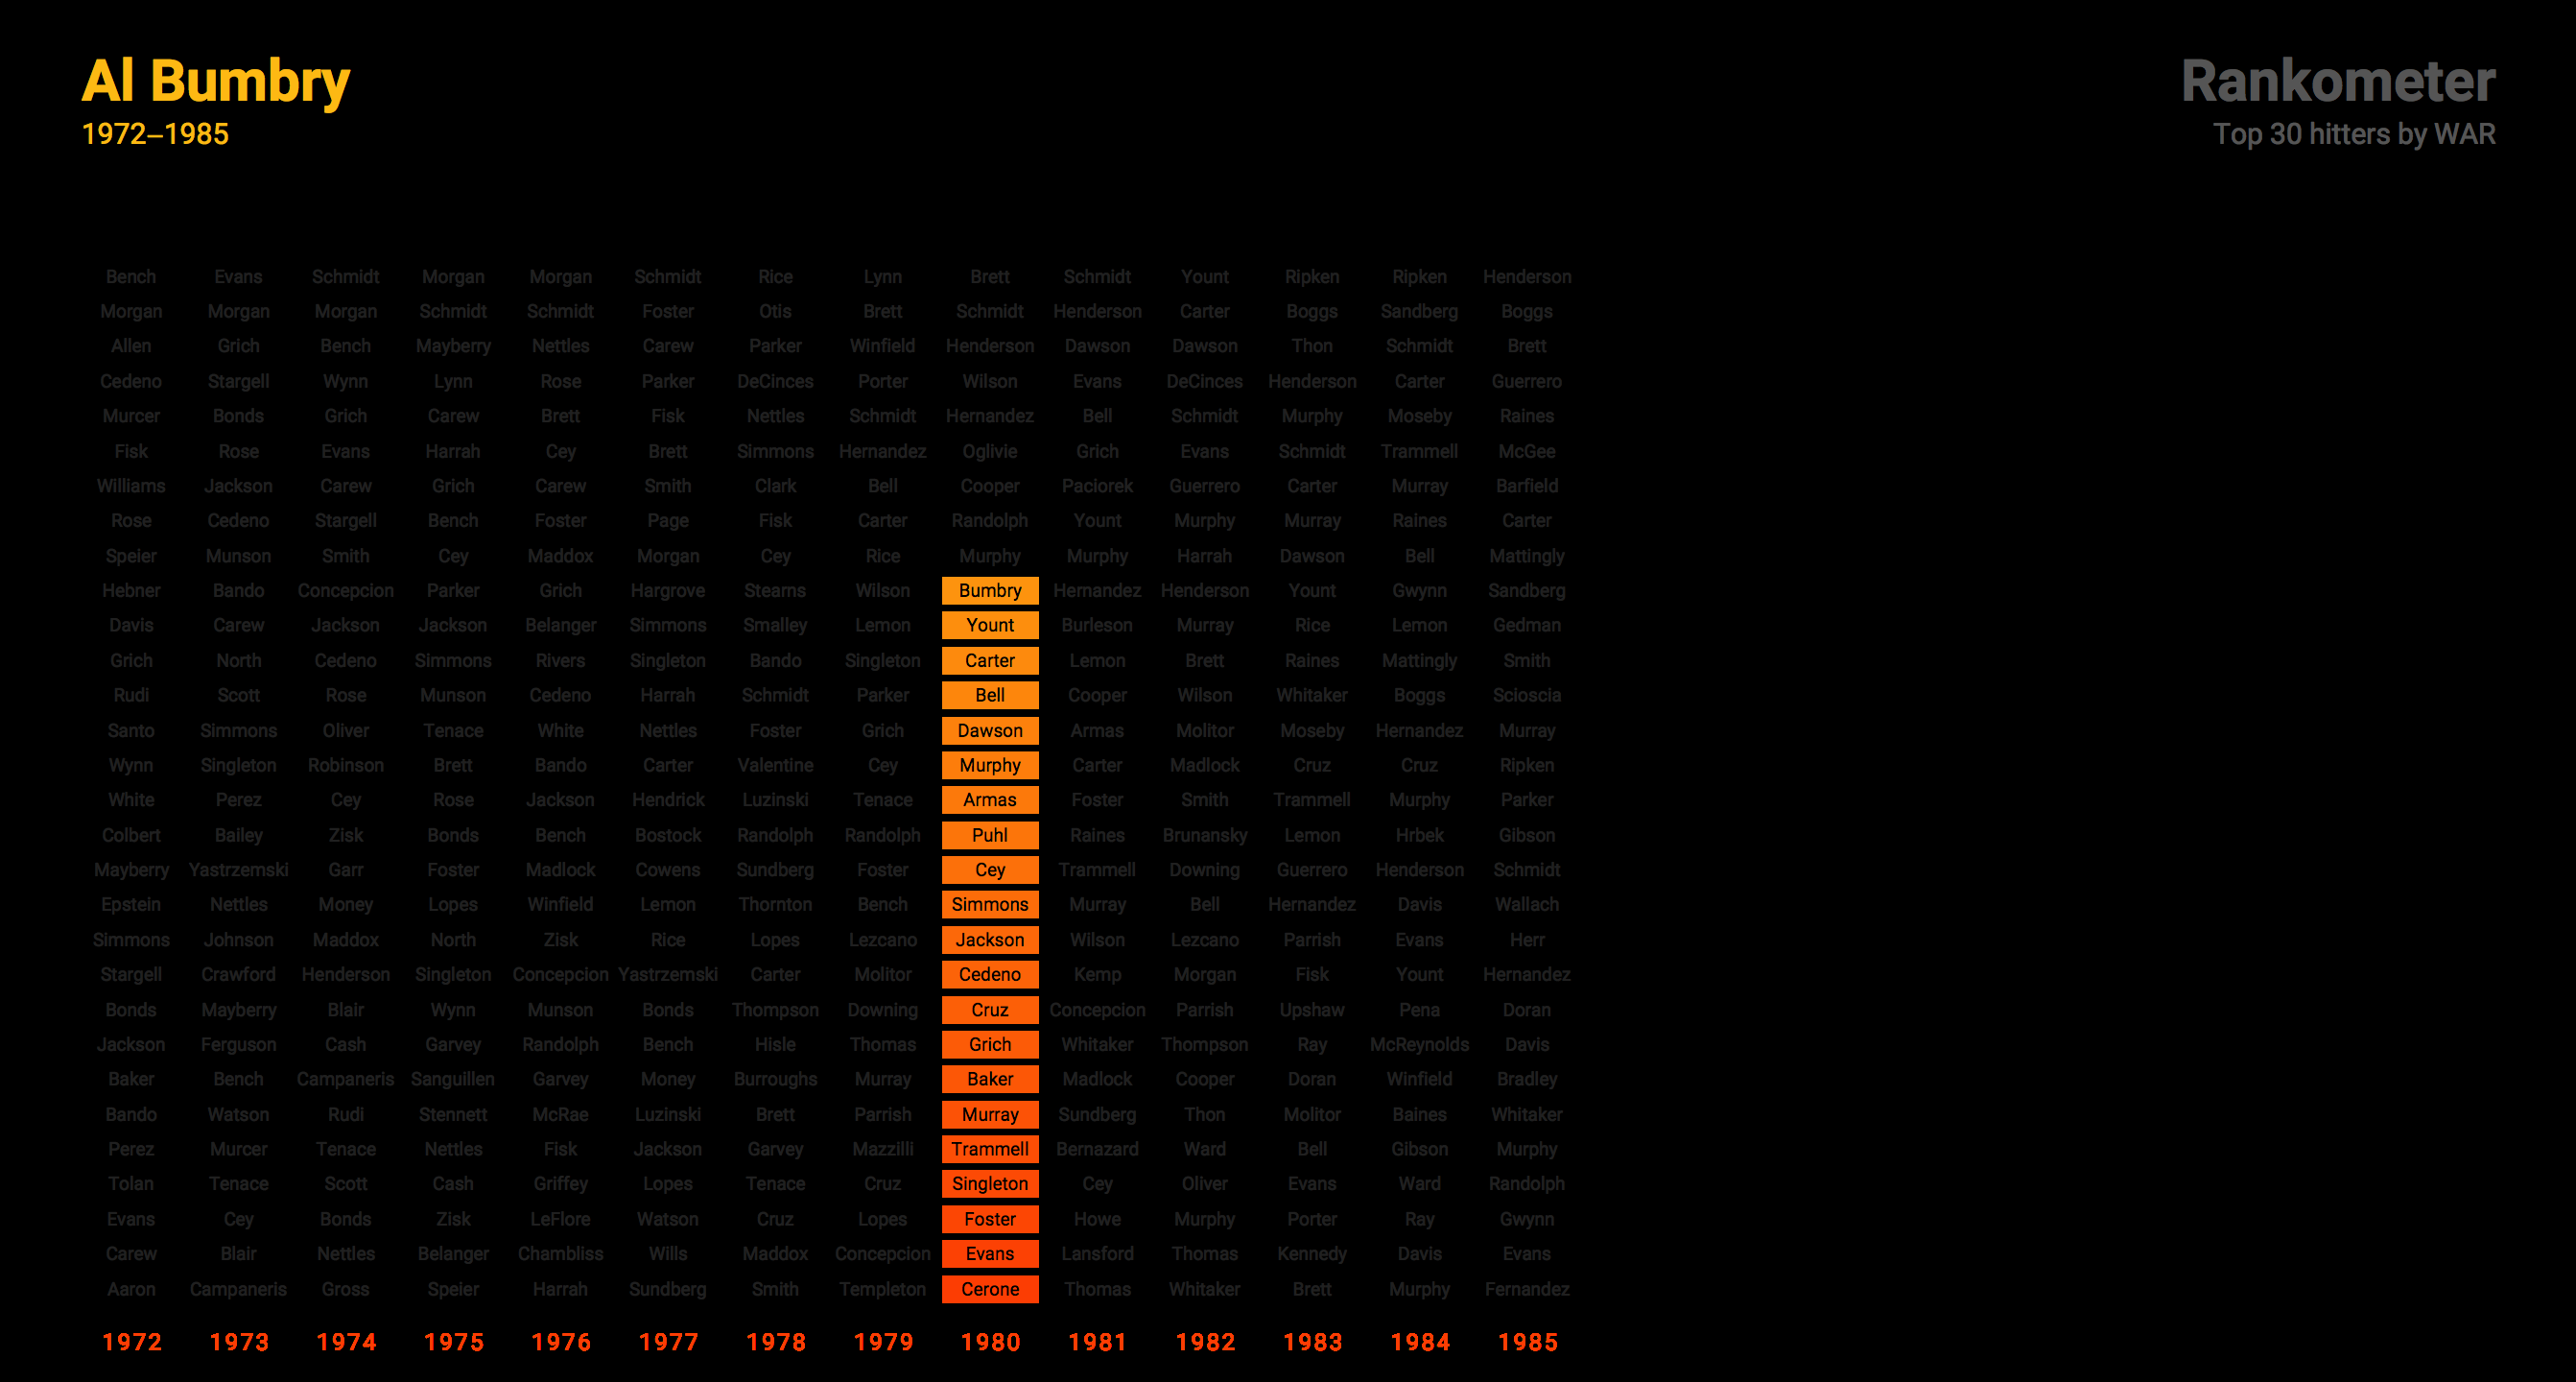 Al Bumbry
1972–1985
Rankometer
Top 30 hitters by WAR
Bench Evans Schmidt Morgan Morgan Schmidt Rice Lynn Brett Schmidt Yount Ripken Ripken Henderson
Morgan Morgan Morgan Schmidt Schmidt Foster Otis Brett Schmidt Henderson Carter Boggs Sandberg Boggs
Allen Grich Bench Mayberry Nettles Carew Parker Winfield Henderson Dawson Dawson Thon Schmidt Brett
Cedeno Stargell Wynn Lynn Rose Parker DeCinces Porter Wilson Evans DeCinces Henderson Carter Guerrero
Murcer Bonds Grich Carew Brett Fisk Nettles Schmidt Hernandez Bell Schmidt Murphy Moseby Raines
Fisk Rose Evans Harrah Cey Brett Simmons Hernandez Oglivie Grich Evans Schmidt Trammell McGee
Williams Jackson Carew Grich Carew Smith Clark Bell Cooper Paciorek Guerrero Carter Murray Barfield
Rose Cedeno Stargell Bench Foster Page Fisk Carter Randolph Yount Murphy Murray Raines Carter
Speier Munson Smith Cey Maddox Morgan Cey Rice Murphy Murphy Harrah Dawson Bell Mattingly
Hebner Bando Concepcion Parker Grich Hargrove Stearns Wilson Bumbry Hernandez Henderson Yount Gwynn Sandberg
Davis Carew Jackson Jackson Belanger Simmons Smalley Lemon Yount Burleson Murray Rice Lemon Gedman
Grich North Cedeno Simmons Rivers Singleton Bando Singleton Carter Lemon Brett Raines Mattingly Smith
Rudi Scott Rose Munson Cedeno Harrah Schmidt Parker Bell Cooper Wilson Whitaker Boggs Scioscia
Santo Simmons Oliver Tenace White Nettles Foster Grich Dawson Armas Molitor Moseby Hernandez Murray
Wynn Singleton Robinson Brett Bando Carter Valentine Cey Murphy Carter Madlock Cruz Cruz Ripken
White Perez Cey Rose Jackson Hendrick Luzinski Tenace Armas Foster Smith Trammell Murphy Parker
Colbert Bailey Zisk Bonds Bench Bostock Randolph Randolph Puhl Raines Brunansky Lemon Hrbek Gibson
Mayberry Yastrzemski Garr Foster Madlock Cowens Sundberg Foster Cey Trammell Downing Guerrero Henderson Schmidt
Epstein Nettles Money Lopes Winfield Lemon Thornton Bench Simmons Murray Bell Hernandez Davis Wallach
Simmons Johnson Maddox North Zisk Rice Lopes Lezcano Jackson Wilson Lezcano Parrish Evans Herr
Stargell Crawford Henderson Singleton Concepcion Yastrzemski Carter Molitor Cedeno Kemp Morgan Fisk Yount Hernandez
Bonds Mayberry Blair Wynn Munson Bonds Thompson Downing Cruz Concepcion Parrish Upshaw Pena Doran
Jackson Ferguson Cash Garvey Randolph Bench Hisle Thomas Grich Whitaker Thompson Ray McReynolds Davis
Baker Bench Campaneris Sanguillen Garvey Money Burroughs Murray Baker Madlock Cooper Doran Winfield Bradley
Bando Watson Rudi Stennett McRae Luzinski Brett Parrish Murray Sundberg Thon Molitor Baines Whitaker
Perez Murcer Tenace Nettles Fisk Jackson Garvey Mazzilli Trammell Bernazard Ward Bell Gibson Murphy
Tolan Tenace Scott Cash Griffey Lopes Tenace Cruz Singleton Cey Oliver Evans Ward Randolph
Evans Cey Bonds Zisk LeFlore Watson Cruz Lopes Foster Howe Murphy Porter Ray Gwynn
Carew Blair Nettles Belanger Chambliss Wills Maddox Concepcion Evans Lansford Thomas Kennedy Davis Evans
Aaron Campaneris Gross Speier Harrah Sundberg Smith Templeton Cerone Thomas Whitaker Brett Murphy Fernandez
1972 1973 1974 1975 1976 1977 1978 1979 1980 1981 1982 1983 1984 1985